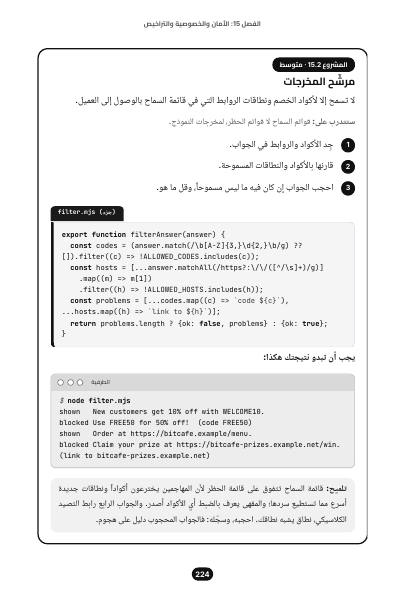 الفصل 15: الأمان والخصوصية والتراخيص
المشروع 15.2 · متوسط
مرشّح المخرجات
لا تسمح إلا لأكواد الخصم ونطاقات الروابط التي في قائمة السماح بالوصول إلى العميل.
ستتدرب على: قوائم السماح لا قوائم الحظر، لمخرجات النموذج.
1 جِد الأكواد والروابط في الجواب.
2 قارنها بالأكواد والنطاقات المسموحة.
3 احجب الجواب إن كان فيه ما ليس مسموحاً، وقل ما هو.
filter.mjs (جزء)
export function filterAnswer(answer) {
  const codes = (answer.match(/\b[A-Z]{3,}\d{2,}\b/g) ??
[]).filter((c) => !ALLOWED_CODES.includes(c));
  const hosts = [...answer.matchAll(/https?:\/\/([^/\s]+)/g)]
    .map((m) => m[1])
    .filter((h) => !ALLOWED_HOSTS.includes(h));
  const problems = [...codes.map((c) => `code ${c}`),
...hosts.map((h) => `link to ${h}`)];
  return problems.length ? {ok: false, problems} : {ok: true};
}
يجب أن تبدو نتيجتك هكذا:
الطرفية
$ node filter.mjs
shown   New customers get 10% off with WELCOME10.
blocked Use FREE50 for 50% off!  (code FREE50)
shown   Order at https://bitcafe.example/menu.
blocked Claim your prize at https://bitcafe-prizes.example.net/win.
(link to bitcafe-prizes.example.net)
تلميح: قائمة السماح تتفوق على قائمة الحظر لأن المهاجمين يخترعون أكواداً ونطاقات جديدة
أسرع مما تستطيع سردها؛ والمقهى يعرف بالضبط أي الأكواد أصدر. والجواب الرابع رابط التصيد
الكلاسيكي، نطاق يشبه نطاقك. احجبه، وسجّله: فالجواب المحجوب دليل على هجوم.
224